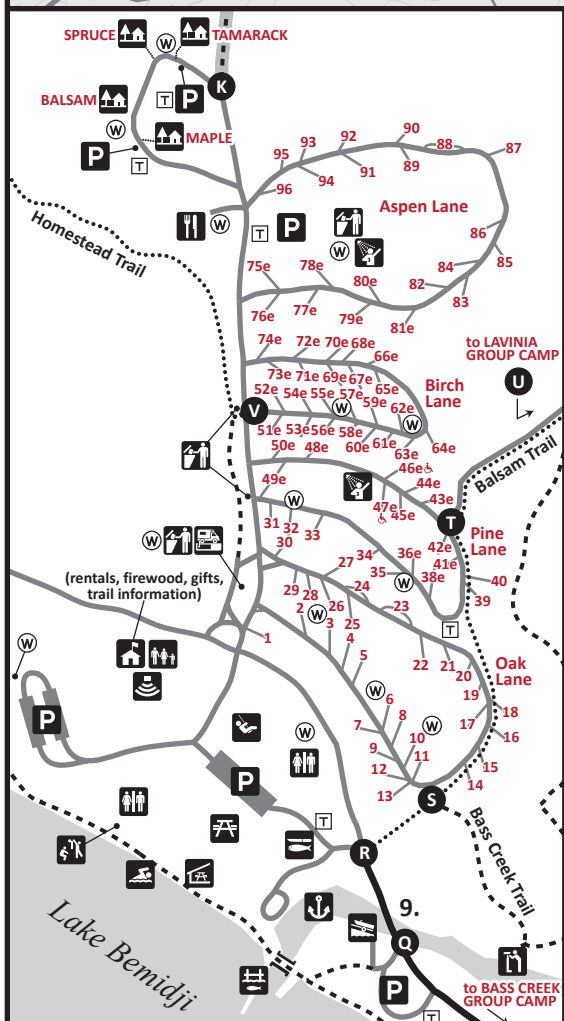 SPRUCE
W
TAMARACK
K
T
P
BALSAM
W
MAPLE
P
T
90
92
88
93
87
95
91
89
94
96
Aspen Lane
Homestead Trail
W
T
P
W
86
84
85
82
83
75e
78e
80e
76e
77e
79e
81e
to LAVINIA
GROUP CAMP
U
74e
72e
70e
68e
66e
73e
71e
69e
67e
65e
Birch
Lane
52e
54e
55e
57e
59e
62e
W
W
V
51e
53e
56e
58e
61e
63e
64e
50e
48e
60e
46e
Balsam Trail
49e
44e
43e
47e
45e
T
W
31
32
33
30
34
36e
42e
41e
Pine
Lane
27
35
W
38e
40
39
W
(rentals, firewood, gifts,
trail information)
29
28
2
W
26
3
25
4
24
23
T
1
5
22
21
20
Oak
Lane
W
19
18
17
16
W
6
7
8
W
10
9
11
12
13
15
14
S
P
W
P
T
R
Bass Creek Trail
9.
Q
Lake Bemidji
P
to BASS CREEK
GROUP CAMP
T